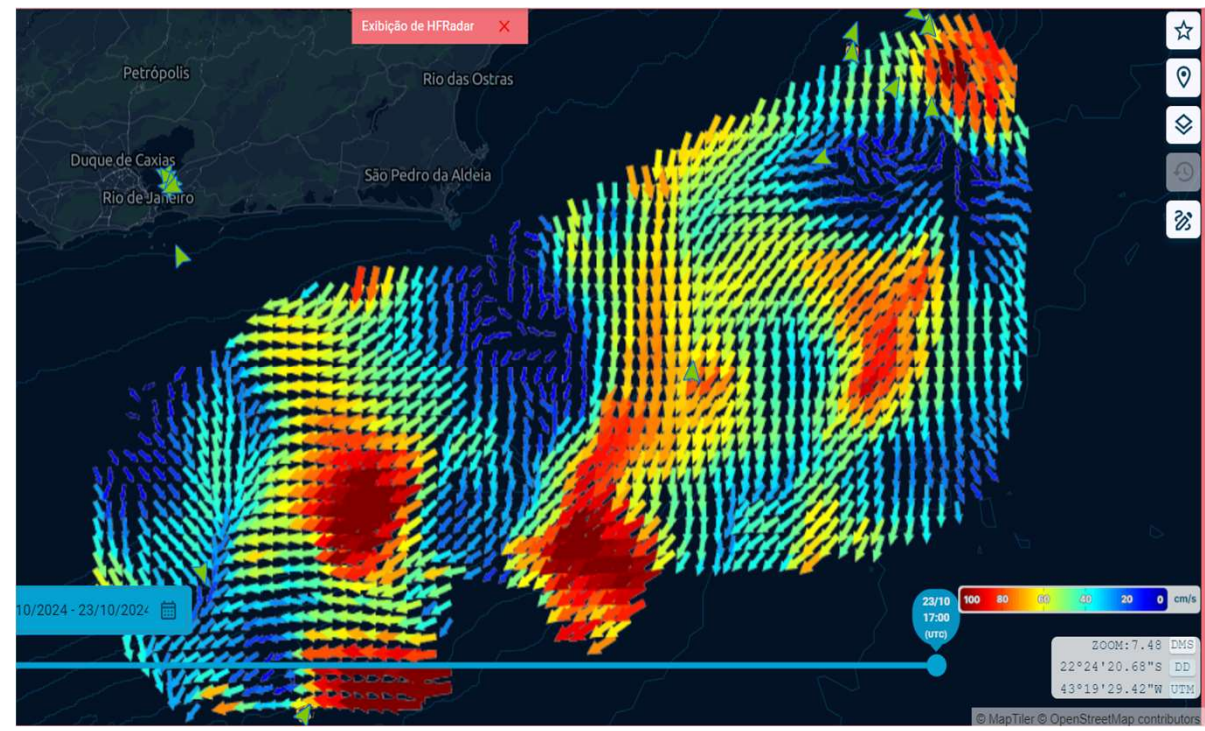 Exibição de HFRadar ×
Petrópolis
Rio das Ostras
Duque de Caxias
São Pedro da Aldeia
Rio de Janeiro
10/2024 - 23/10/2024
23/10
17:00
(UTC)
100 80 60 40 20 0 cm/s
ZOOM:7.48 DMS
22°24'20.68"S DD
43°19'29.42"W UTM
© MapTiler © OpenStreetMap contributors